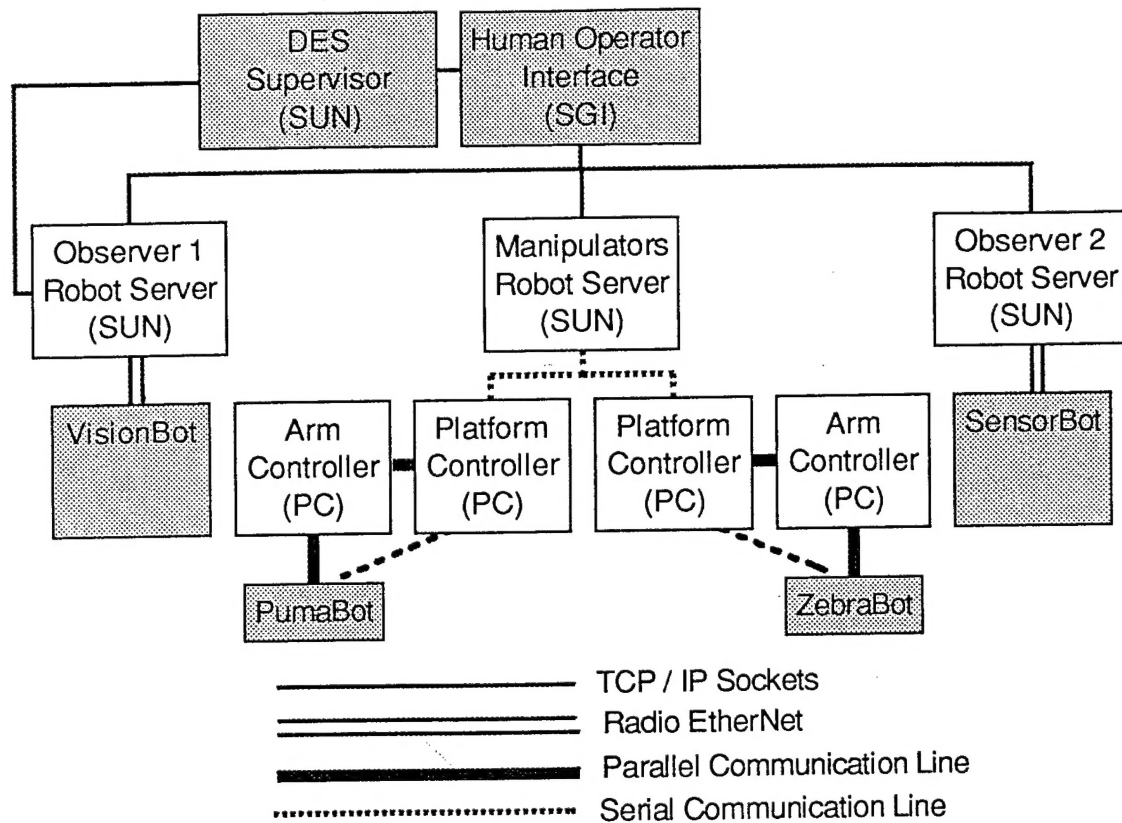 DES
Supervisor
(SUN)
Human Operator
Interface
(SGI)
Observer 1
Robot Server
(SUN)
Manipulators
Robot Server
(SUN)
Observer 2
Robot Server
(SUN)
VisionBot
Arm
Controller
(PC)
Platform
Controller
(PC)
Platform
Controller
(PC)
Arm
Controller
(PC)
SensorBot
PumaBot
ZebraBot
TCP / IP Sockets
Radio EtherNet
Parallel Communication Line
Serial Communication Line